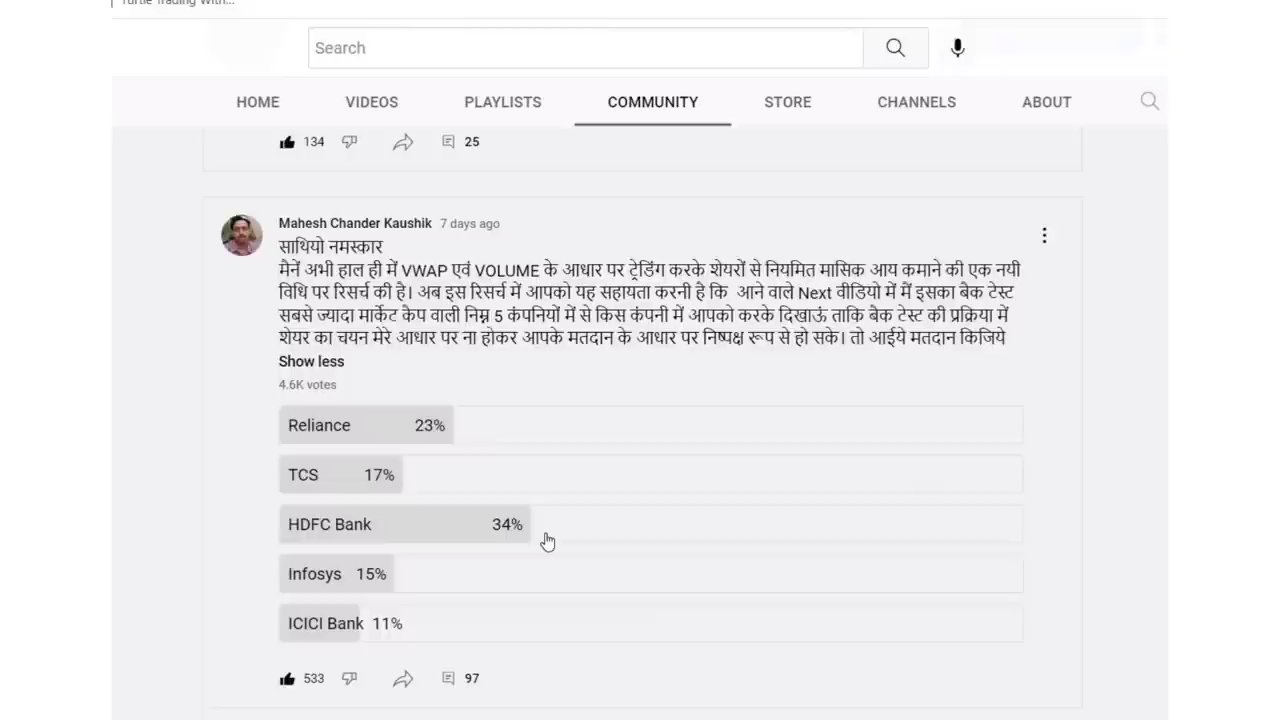 Turtle Trading With...
Search
HOME VIDEOS PLAYLISTS COMMUNITY STORE CHANNELS ABOUT
134 25
Mahesh Chander Kaushik 7 days ago
साथियो नमस्कार
मैनें अभी हाल ही में VWAP एवं VOLUME के आधार पर ट्रेडिंग करके शेयरों से नियमित मासिक आय कमाने की एक नयी
विधि पर रिसर्च की है। अब इस रिसर्च में आपको यह सहायता करनी है कि आने वाले Next वीडियो में मैं इसका बैक टेस्ट
सबसे ज्यादा मार्केट कैप वाली निम्न 5 कंपनियों में से किस कंपनी में आपको करके दिखाऊं ताकि बैक टेस्ट की प्रक्रिया में
शेयर का चयन मेरे आधार पर ना होकर आपके मतदान के आधार पर निष्पक्ष रूप से हो सके। तो आईये मतदान किजिये
Show less
4.6K votes
Reliance 23%
TCS 17%
HDFC Bank 34%
Infosys 15%
ICICI Bank 11%
533 97